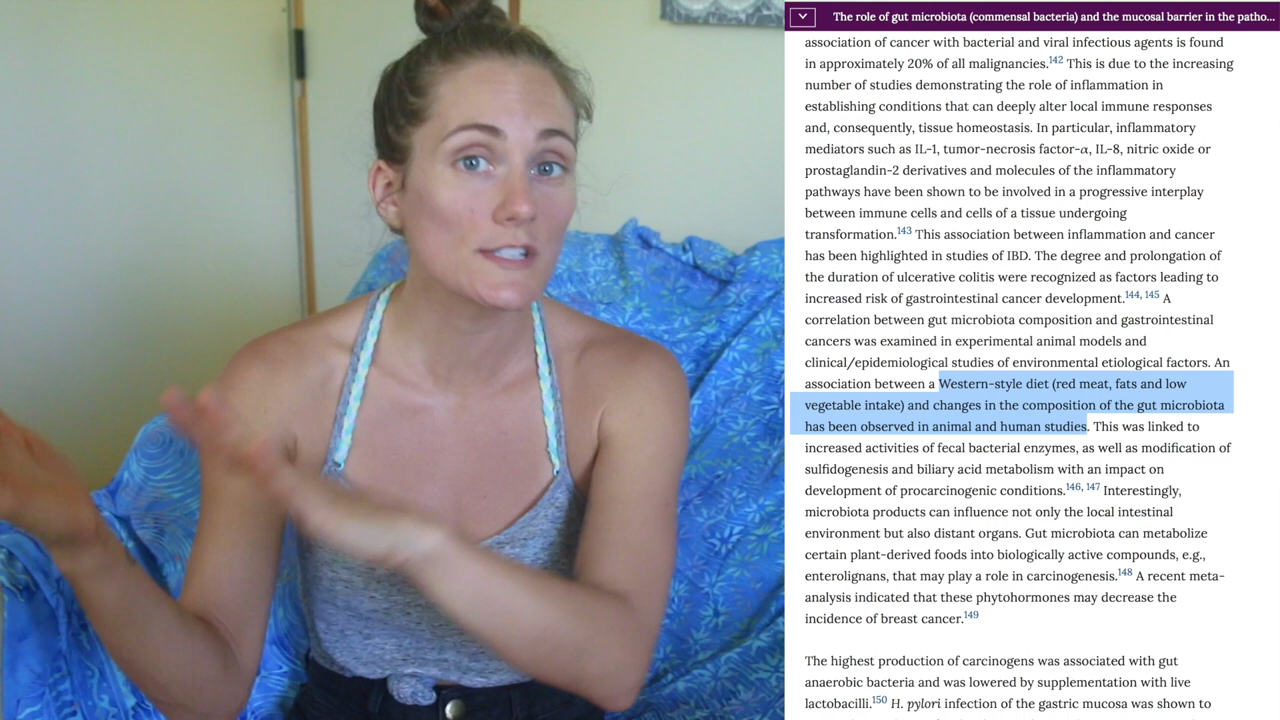 The role of gut microbiota (commensal bacteria) and the mucosal barrier in the patho...
association of cancer with bacterial and viral infectious agents is found
in approximately 20% of all malignancies.142 This is due to the increasing
number of studies demonstrating the role of inflammation in
establishing conditions that can deeply alter local immune responses
and, consequently, tissue homeostasis. In particular, inflammatory
mediators such as IL-1, tumor-necrosis factor-α, IL-8, nitric oxide or
prostaglandin-2 derivatives and molecules of the inflammatory
pathways have been shown to be involved in a progressive interplay
between immune cells and cells of a tissue undergoing
transformation.143 This association between inflammation and cancer
has been highlighted in studies of IBD. The degree and prolongation of
the duration of ulcerative colitis were recognized as factors leading to
increased risk of gastrointestinal cancer development.144, 145 A
correlation between gut microbiota composition and gastrointestinal
cancers was examined in experimental animal models and
clinical/epidemiological studies of environmental etiological factors. An
association between a Western-style diet (red meat, fats and low
vegetable intake) and changes in the composition of the gut microbiota
has been observed in animal and human studies. This was linked to
increased activities of fecal bacterial enzymes, as well as modification of
sulfidogenesis and biliary acid metabolism with an impact on
development of procarcinogenic conditions.146, 147 Interestingly,
microbiota products can influence not only the local intestinal
environment but also distant organs. Gut microbiota can metabolize
certain plant-derived foods into biologically active compounds, e.g.,
enterolignans, that may play a role in carcinogenesis.148 A recent meta-
analysis indicated that these phytohormones may decrease the
incidence of breast cancer.149
The highest production of carcinogens was associated with gut
anaerobic bacteria and was lowered by supplementation with live
lactobacilli.150 H. pylori infection of the gastric mucosa was shown to